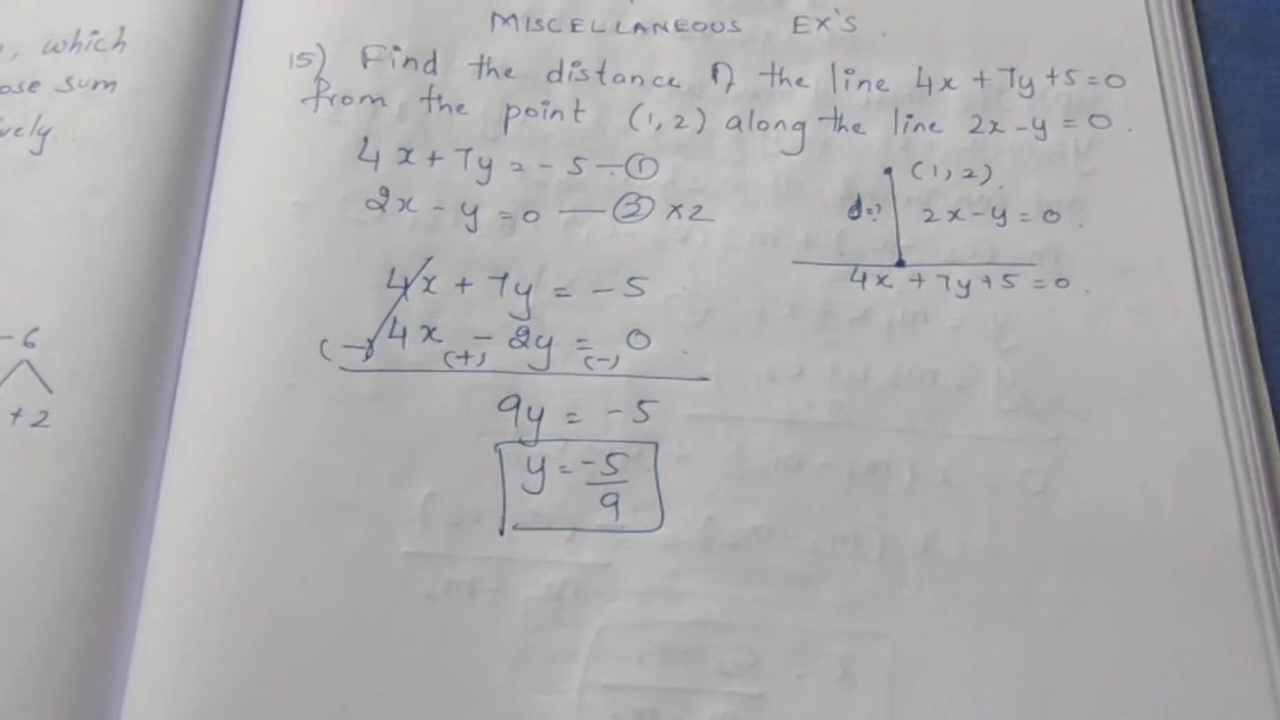 , which
ose sum
vely
-6
+2
MISCELLANEOUS EX'S.
15) Find the distance of the line 4x + 7y +5 = 0
from the point (1, 2) along the line 2x - y = 0.
4x + 7y = -5 - ①
2x - y = 0 — ② ×2
4x + 7y = -5
4x - 2y = 0
(-) (+) (-)
9y = -5
y = -5/9
(1, 2).
d=? 2x - y = 0.
4x + 7y + 5 = 0.